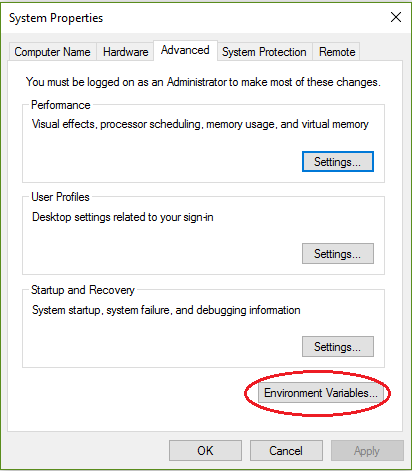 System Properties
Computer Name Hardware Advanced System Protection Remote
You must be logged on as an Administrator to make most of these changes.
Performance
Visual effects, processor scheduling, memory usage, and virtual memory
Settings...
User Profiles
Desktop settings related to your sign-in
Settings...
Startup and Recovery
System startup, system failure, and debugging information
Settings...
Environment Variables...
OK Cancel Apply